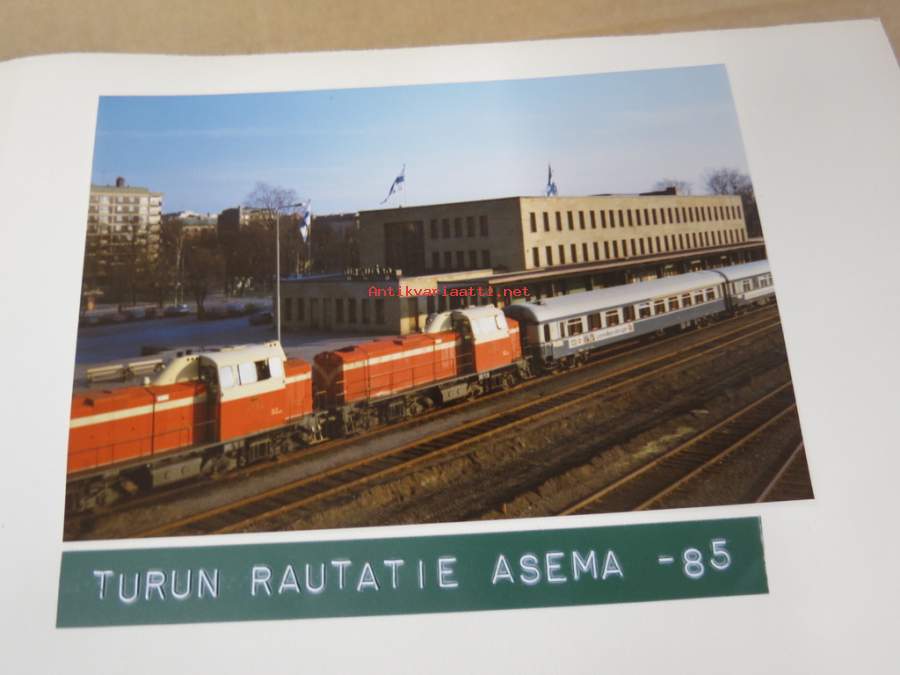 Antikvariaatti.net
TURUN RAUTATIE ASEMA -85